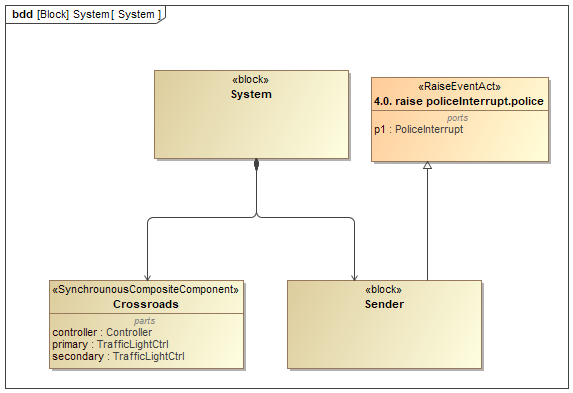 bdd [Block] System [ System ]
«block»
System
«RaiseEventAct»
4.0. raise policeInterrupt.police
ports
p1 : PoliceInterrupt
«SynchrounousCompositeComponent»
Crossroads
parts
controller : Controller
primary : TrafficLightCtrl
secondary : TrafficLightCtrl
«block»
Sender